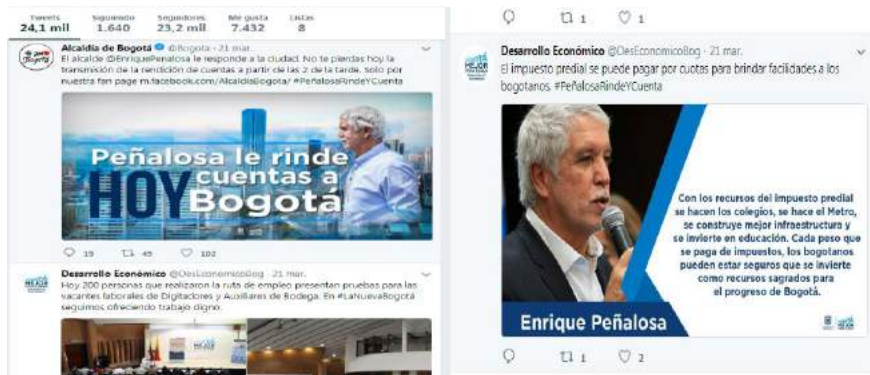 Tweets Siguiendo Seguidores Me gusta Listas
24,1 mil 1.640 23,2 mil 7.432 8
Alcaldía de Bogotá @Bogota · 21 mar.
El alcalde @EnriquePenalosa le responde a la ciudad. No te pierdas hoy la
transmisión de la rendición de cuentas a partir de las 2 de la tarde. Solo por
nuestra fan page m.facebook.com/AlcaldiaBogota/ #PeñalosaRindeYCuenta
Peñalosa le rinde
HOY cuentas a
Bogotá
19 49 102
Desarrollo Económico @DesEconomicoBog · 21 mar.
Hoy 200 personas que realizaron la ruta de empleo presentan pruebas para las
vacantes laborales de Digitadores y Auxiliares de Bodega. En #LaNuevaBogotá
seguimos ofreciendo trabajo digno.
1 1
Desarrollo Económico @DesEconomicoBog · 21 mar.
El impuesto predial se puede pagar por cuotas para brindar facilidades a los
bogotanos. #PeñalosaRindeYCuenta
Con los recursos del impuesto predial
se hacen los colegios, se hace el Metro,
se construye mejor infraestructura y
se invierte en educación. Cada peso que
se paga de impuestos, los bogotanos
pueden estar seguros que se invierte
como recursos sagrados para
el progreso de Bogotá.
Enrique Peñalosa
1 2